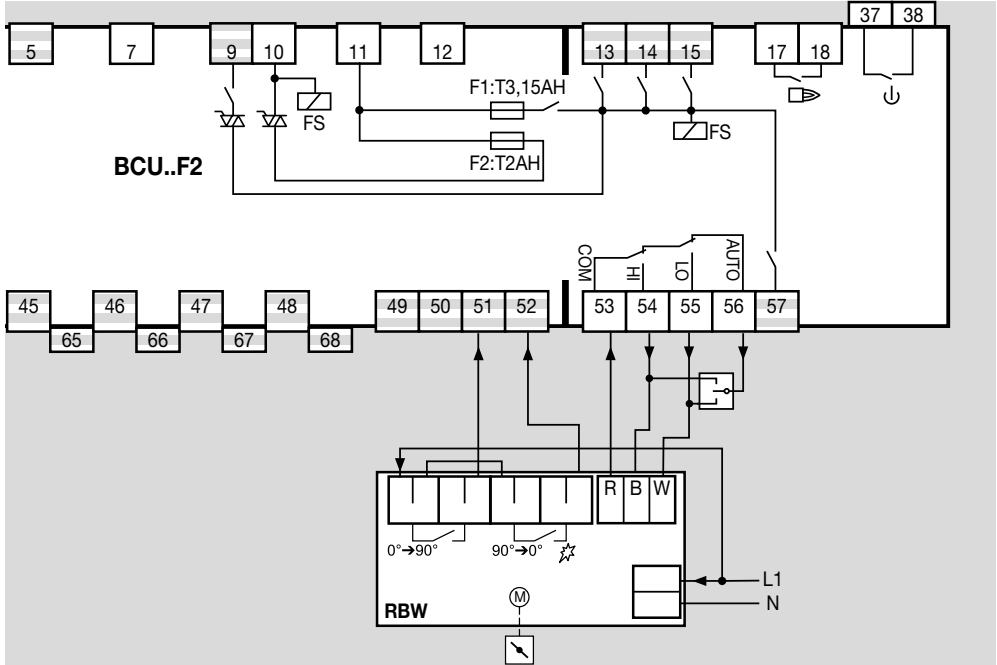 37 38
5 7 9 10 11 12 13 14 15 17 18
F1:T3,15AH
FS
FS
BCU..F2
F2:T2AH
COM HI LO AUTO
45 46 47 48 49 50 51 52 53 54 55 56 57
65 66 67 68
R B W
0°→90° 90°→0°
L1
M
RBW
N